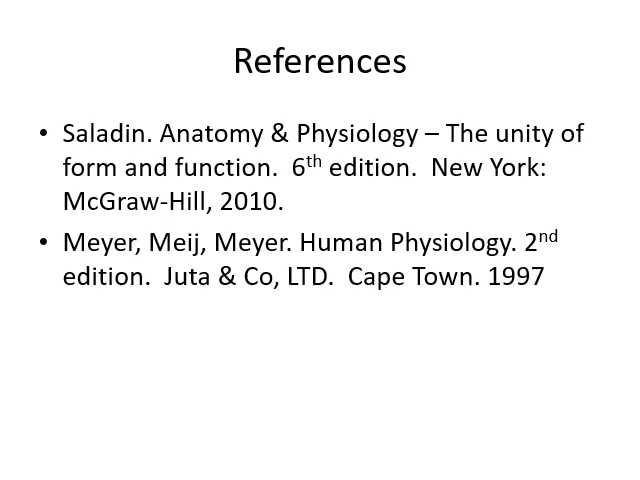 References
• Saladin. Anatomy & Physiology – The unity of
form and function.  6th edition.  New York:
McGraw-Hill, 2010.
• Meyer, Meij, Meyer. Human Physiology. 2nd
edition.  Juta & Co, LTD.  Cape Town. 1997